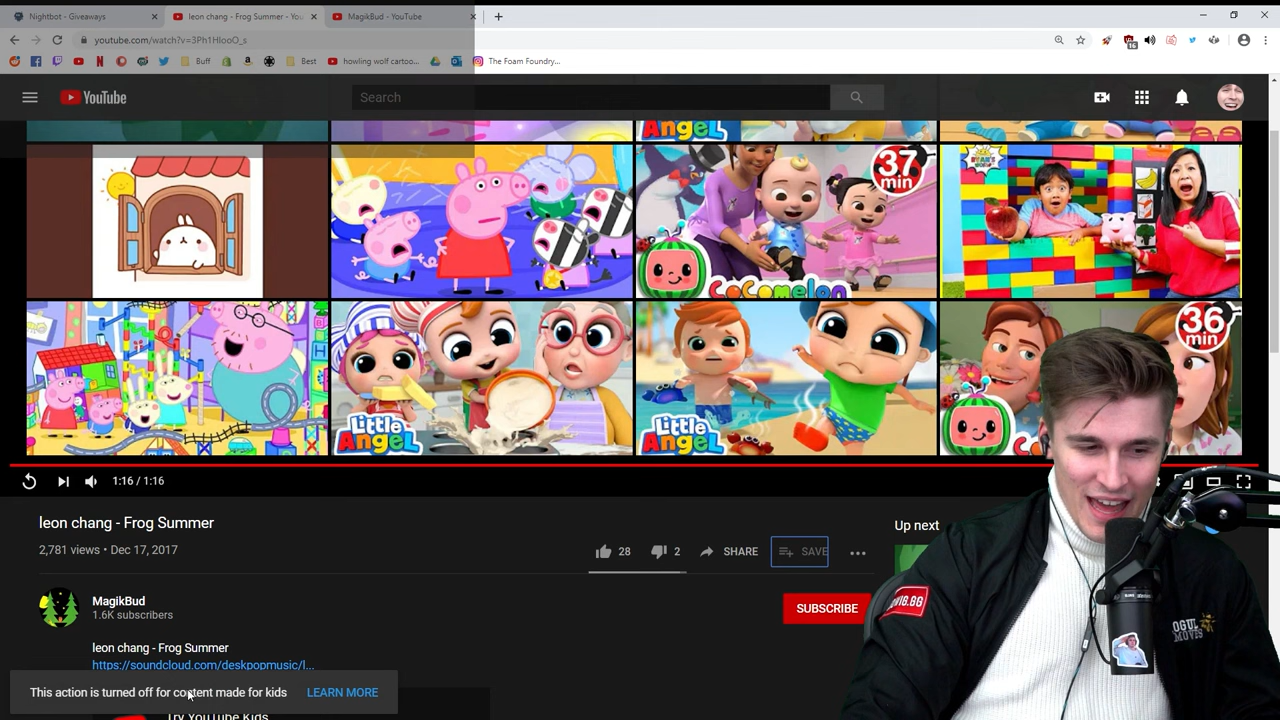 Nightbot - Giveaways
leon chang - Frog Summer - You
MagikBud - YouTube
youtube.com/watch?v=3Ph1HIooO_s
Buff
Best
howling wolf cartoo...
The Foam Foundry...
YouTube
Search
ANGEL
37
min
CoComelon
LITTLE
ANGEL
LITTLE
ANGEL
36
min
1:16 / 1:16
leon chang - Frog Summer
2,781 views • Dec 17, 2017
28
2
SHARE
SAVE
Up next
MagikBud
1.6K subscribers
SUBSCRIBE
leon chang - Frog Summer
https://soundcloud.com/deskpopmusic/l...
This action is turned off for content made for kids
LEARN MORE
Try YouTube Kids
OGUL
MOVES